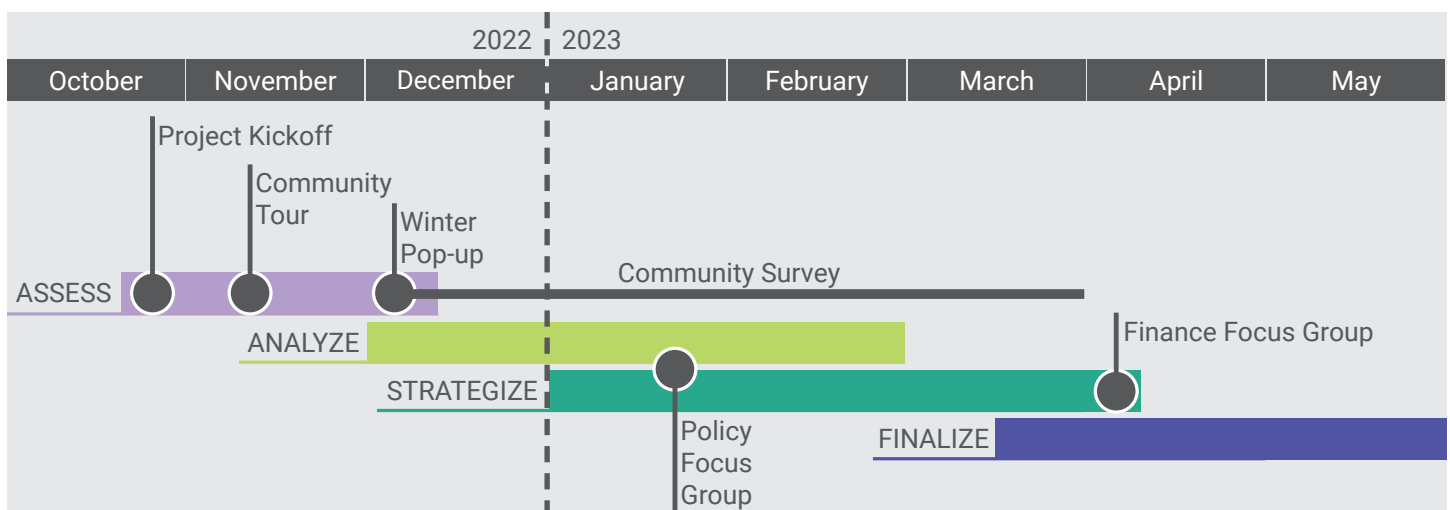 2022 2023
October November December January February March April May
Project Kickoff
Community
Tour
Winter
Pop-up
Community Survey
ASSESS
Finance Focus Group
ANALYZE
STRATEGIZE
Policy
Focus
Group
FINALIZE